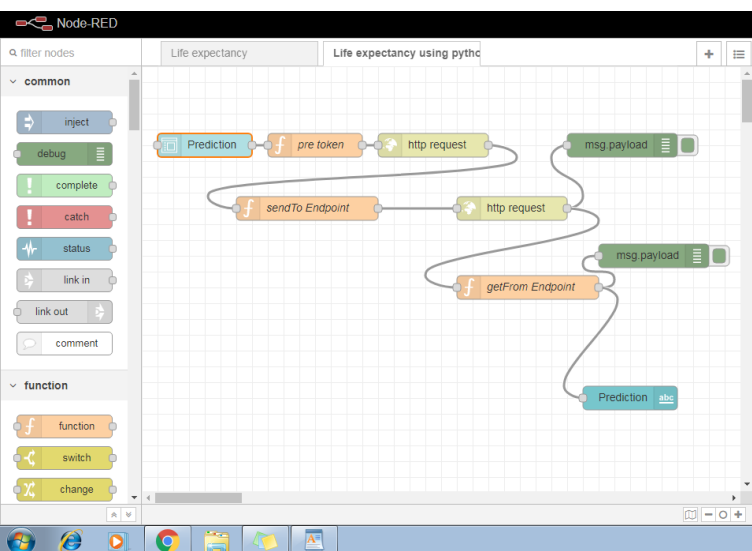 Node-RED
filter nodes
Life expectancy
Life expectancy using pytho
common
inject
debug
complete
catch
status
link in
link out
comment
function
function
switch
change
Prediction
pre token
http request
msg.payload
sendTo Endpoint
http request
msg.payload
getFrom Endpoint
Prediction
abc